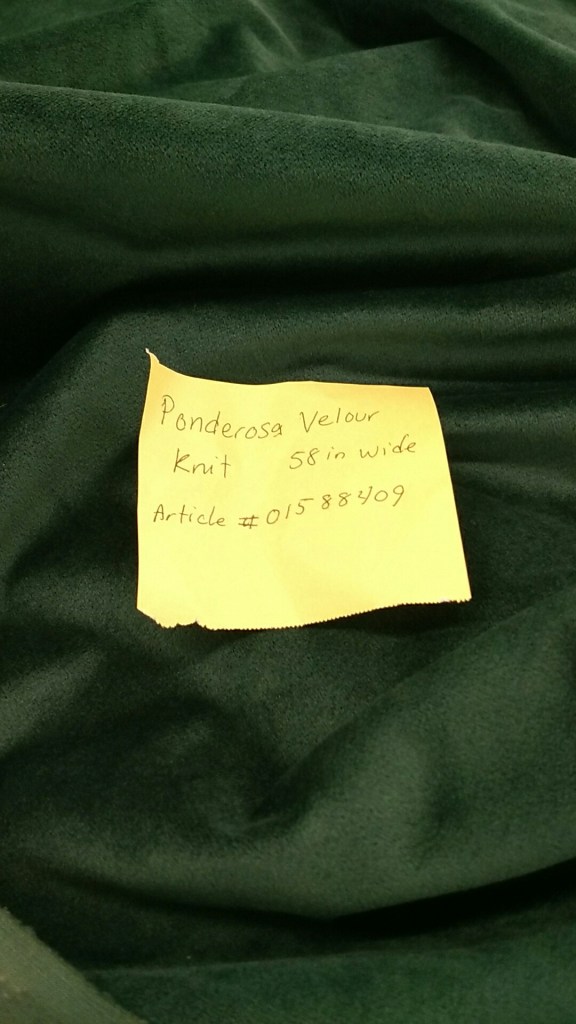 Ponderosa Velour
Knit 58 in wide
Article #01588409